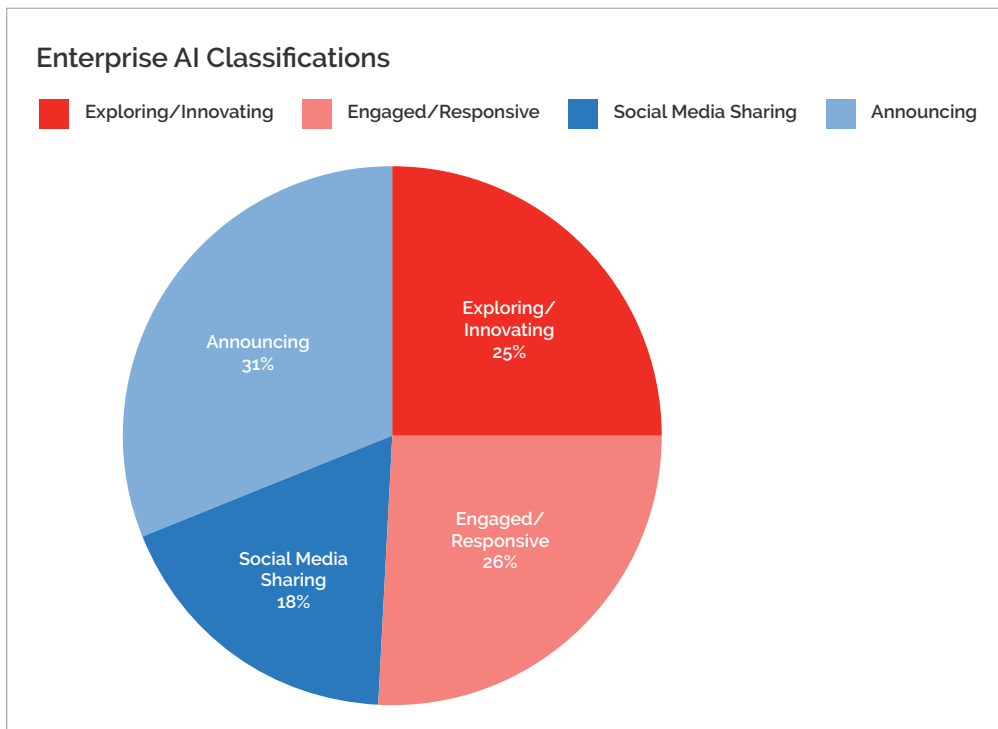 Enterprise AI Classifications
Exploring/Innovating
Engaged/Responsive
Social Media Sharing
Announcing
Exploring/
Innovating
25%
Announcing
31%
Engaged/
Responsive
26%
Social Media
Sharing
18%